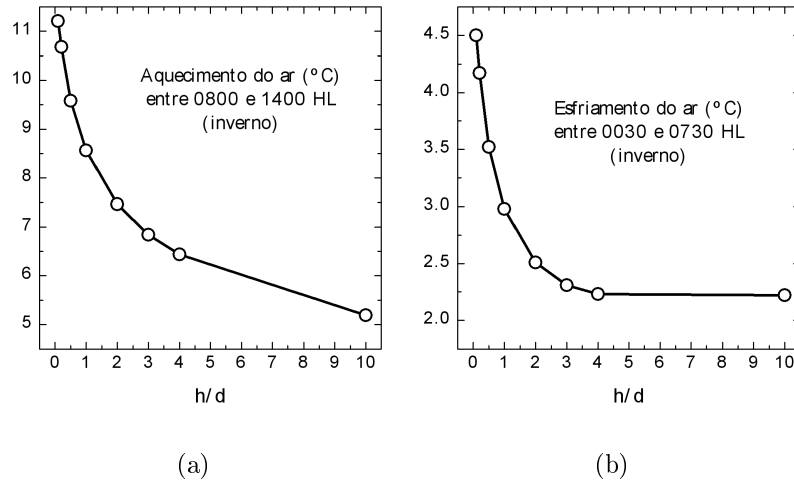 11
10
9
8
7
6
5
0 1 2 3 4 5 6 7 8 9 10
h/d
Aquecimento do ar (ºC)
entre 0800 e 1400 HL
(inverno)
(a)
4.5
4.0
3.5
3.0
2.5
2.0
0 1 2 3 4 5 6 7 8 9 10
h/d
Esfriamento do ar (ºC)
entre 0030 e 0730 HL
(inverno)
(b)